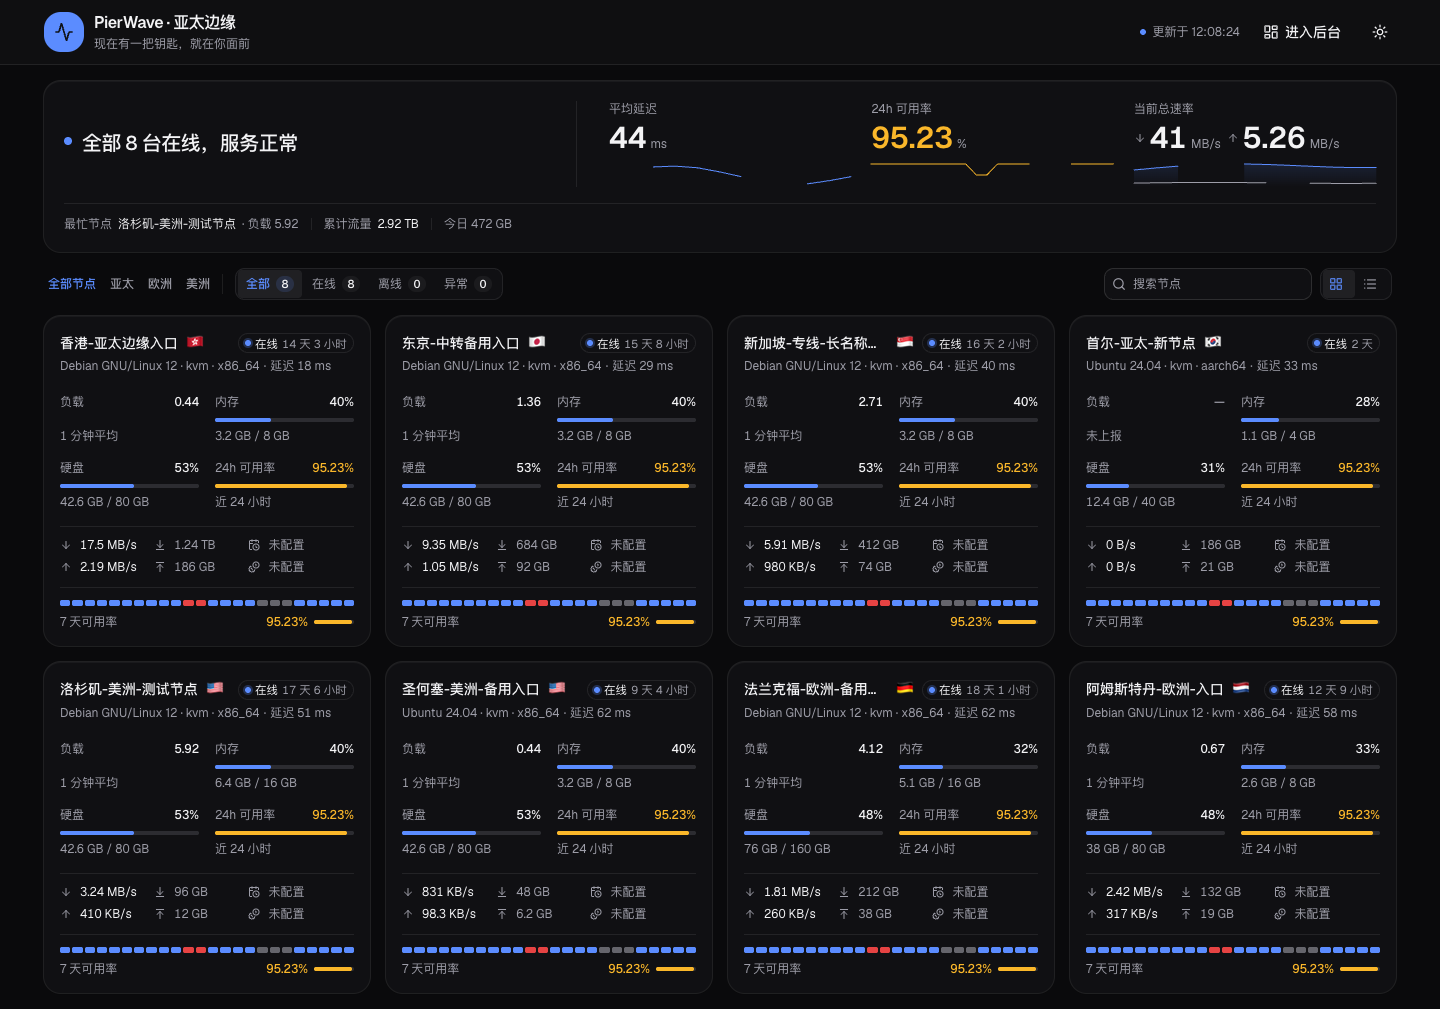 PierWave · 亚太边缘
现在有一把钥匙，就在你面前
更新于 12:08:24
进入后台
全部 8 台在线，服务正常
平均延迟
44 ms
24h 可用率
95.23 %
当前总速率
↓ 41 MB/s ↑ 5.26 MB/s
最忙节点 洛杉矶-美洲-测试节点 · 负载 5.92
累计流量 2.92 TB
今日 472 GB
全部节点 亚太 欧洲 美洲
全部 8 在线 8 离线 0 异常 0
搜索节点
香港-亚太边缘入口
在线 14 天 3 小时
Debian GNU/Linux 12 · kvm · x86_64 · 延迟 18 ms
负载 0.44
1 分钟平均
内存 40%
3.2 GB / 8 GB
硬盘 53%
42.6 GB / 80 GB
24h 可用率 95.23%
近 24 小时
↓ 17.5 MB/s 1.24 TB 未配置
↑ 2.19 MB/s 186 GB 未配置
7 天可用率 95.23%
东京-中转备用入口
在线 15 天 8 小时
Debian GNU/Linux 12 · kvm · x86_64 · 延迟 29 ms
负载 1.36
1 分钟平均
内存 40%
3.2 GB / 8 GB
硬盘 53%
42.6 GB / 80 GB
24h 可用率 95.23%
近 24 小时
↓ 9.35 MB/s 684 GB 未配置
↑ 1.05 MB/s 92 GB 未配置
7 天可用率 95.23%
新加坡-专线-长名称...
在线 16 天 2 小时
Debian GNU/Linux 12 · kvm · x86_64 · 延迟 40 ms
负载 2.71
1 分钟平均
内存 40%
3.2 GB / 8 GB
硬盘 53%
42.6 GB / 80 GB
24h 可用率 95.23%
近 24 小时
↓ 5.91 MB/s 412 GB 未配置
↑ 980 KB/s 74 GB 未配置
7 天可用率 95.23%
首尔-亚太-新节点
在线 2 天
Ubuntu 24.04 · kvm · aarch64 · 延迟 33 ms
负载 —
未上报
内存 28%
1.1 GB / 4 GB
硬盘 31%
12.4 GB / 40 GB
24h 可用率 95.23%
近 24 小时
↓ 0 B/s 186 GB 未配置
↑ 0 B/s 21 GB 未配置
7 天可用率 95.23%
洛杉矶-美洲-测试节点
在线 17 天 6 小时
Debian GNU/Linux 12 · kvm · x86_64 · 延迟 51 ms
负载 5.92
1 分钟平均
内存 40%
6.4 GB / 16 GB
硬盘 53%
42.6 GB / 80 GB
24h 可用率 95.23%
近 24 小时
↓ 3.24 MB/s 96 GB 未配置
↑ 410 KB/s 12 GB 未配置
7 天可用率 95.23%
圣何塞-美洲-备用入口
在线 9 天 4 小时
Ubuntu 24.04 · kvm · x86_64 · 延迟 62 ms
负载 0.44
1 分钟平均
内存 40%
3.2 GB / 8 GB
硬盘 53%
42.6 GB / 80 GB
24h 可用率 95.23%
近 24 小时
↓ 831 KB/s 48 GB 未配置
↑ 98.3 KB/s 6.2 GB 未配置
7 天可用率 95.23%
法兰克福-欧洲-备用...
在线 18 天 1 小时
Debian GNU/Linux 12 · kvm · x86_64 · 延迟 62 ms
负载 4.12
1 分钟平均
内存 32%
5.1 GB / 16 GB
硬盘 48%
76 GB / 160 GB
24h 可用率 95.23%
近 24 小时
↓ 1.81 MB/s 212 GB 未配置
↑ 260 KB/s 38 GB 未配置
7 天可用率 95.23%
阿姆斯特丹-欧洲-入口
在线 12 天 9 小时
Debian GNU/Linux 12 · kvm · x86_64 · 延迟 58 ms
负载 0.67
1 分钟平均
内存 33%
2.6 GB / 8 GB
硬盘 48%
38 GB / 80 GB
24h 可用率 95.23%
近 24 小时
↓ 2.42 MB/s 132 GB 未配置
↑ 317 KB/s 19 GB 未配置
7 天可用率 95.23%